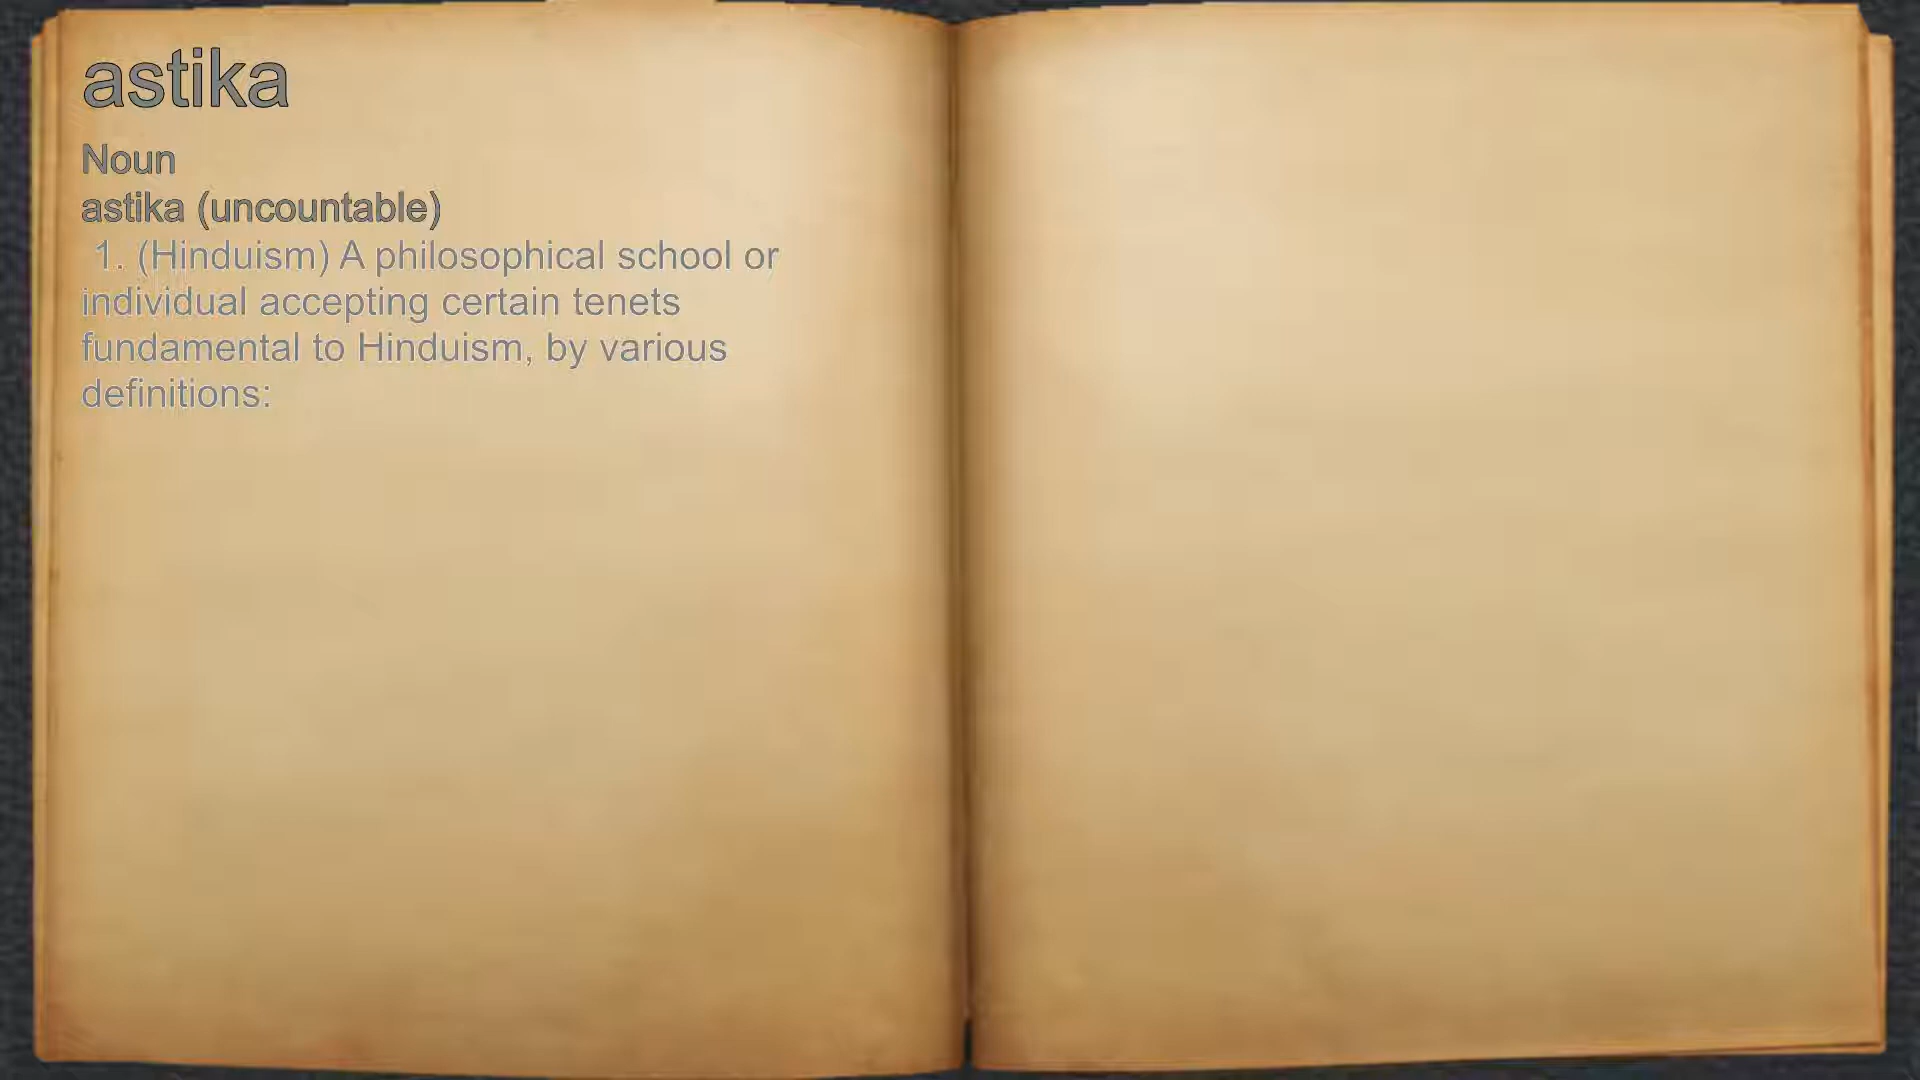 astika
Noun
astika (uncountable)
1. (Hinduism) A philosophical school or
individual accepting certain tenets
fundamental to Hinduism, by various
definitions: